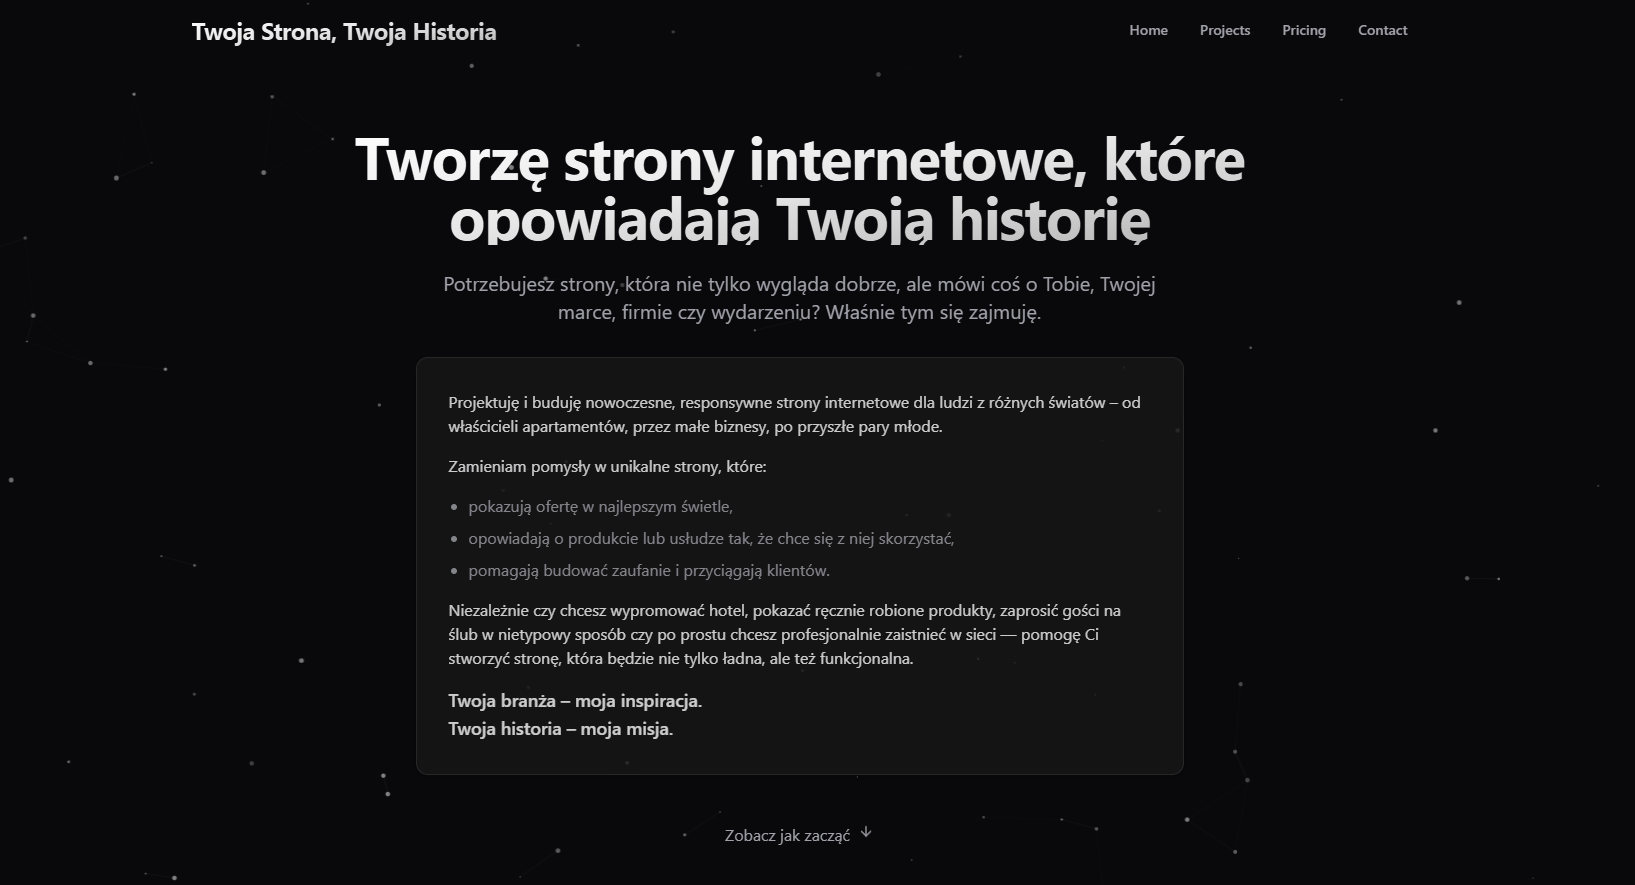 Twoja Strona, Twoja Historia
Home Projects Pricing Contact
Tworzę strony internetowe, które
opowiadają Twoją historię
Potrzebujesz strony, która nie tylko wygląda dobrze, ale mówi coś o Tobie, Twojej
marce, firmie czy wydarzeniu? Właśnie tym się zajmuję.
Projektuję i buduję nowoczesne, responsywne strony internetowe dla ludzi z różnych światów – od
właścicieli apartamentów, przez małe biznesy, po przyszłe pary młode.
Zamieniam pomysły w unikalne strony, które:
• pokazują ofertę w najlepszym świetle,
• opowiadają o produkcie lub usłudze tak, że chce się z niej skorzystać,
• pomagają budować zaufanie i przyciągają klientów.
Niezależnie czy chcesz wypromować hotel, pokazać ręcznie robione produkty, zaprosić gości na
ślub w nietypowy sposób czy po prostu chcesz profesjonalnie zaistnieć w sieci — pomogę Ci
stworzyć stronę, która będzie nie tylko ładna, ale też funkcjonalna.
Twoja branża – moja inspiracja.
Twoja historia – moja misja.
Zobacz jak zacząć ↓